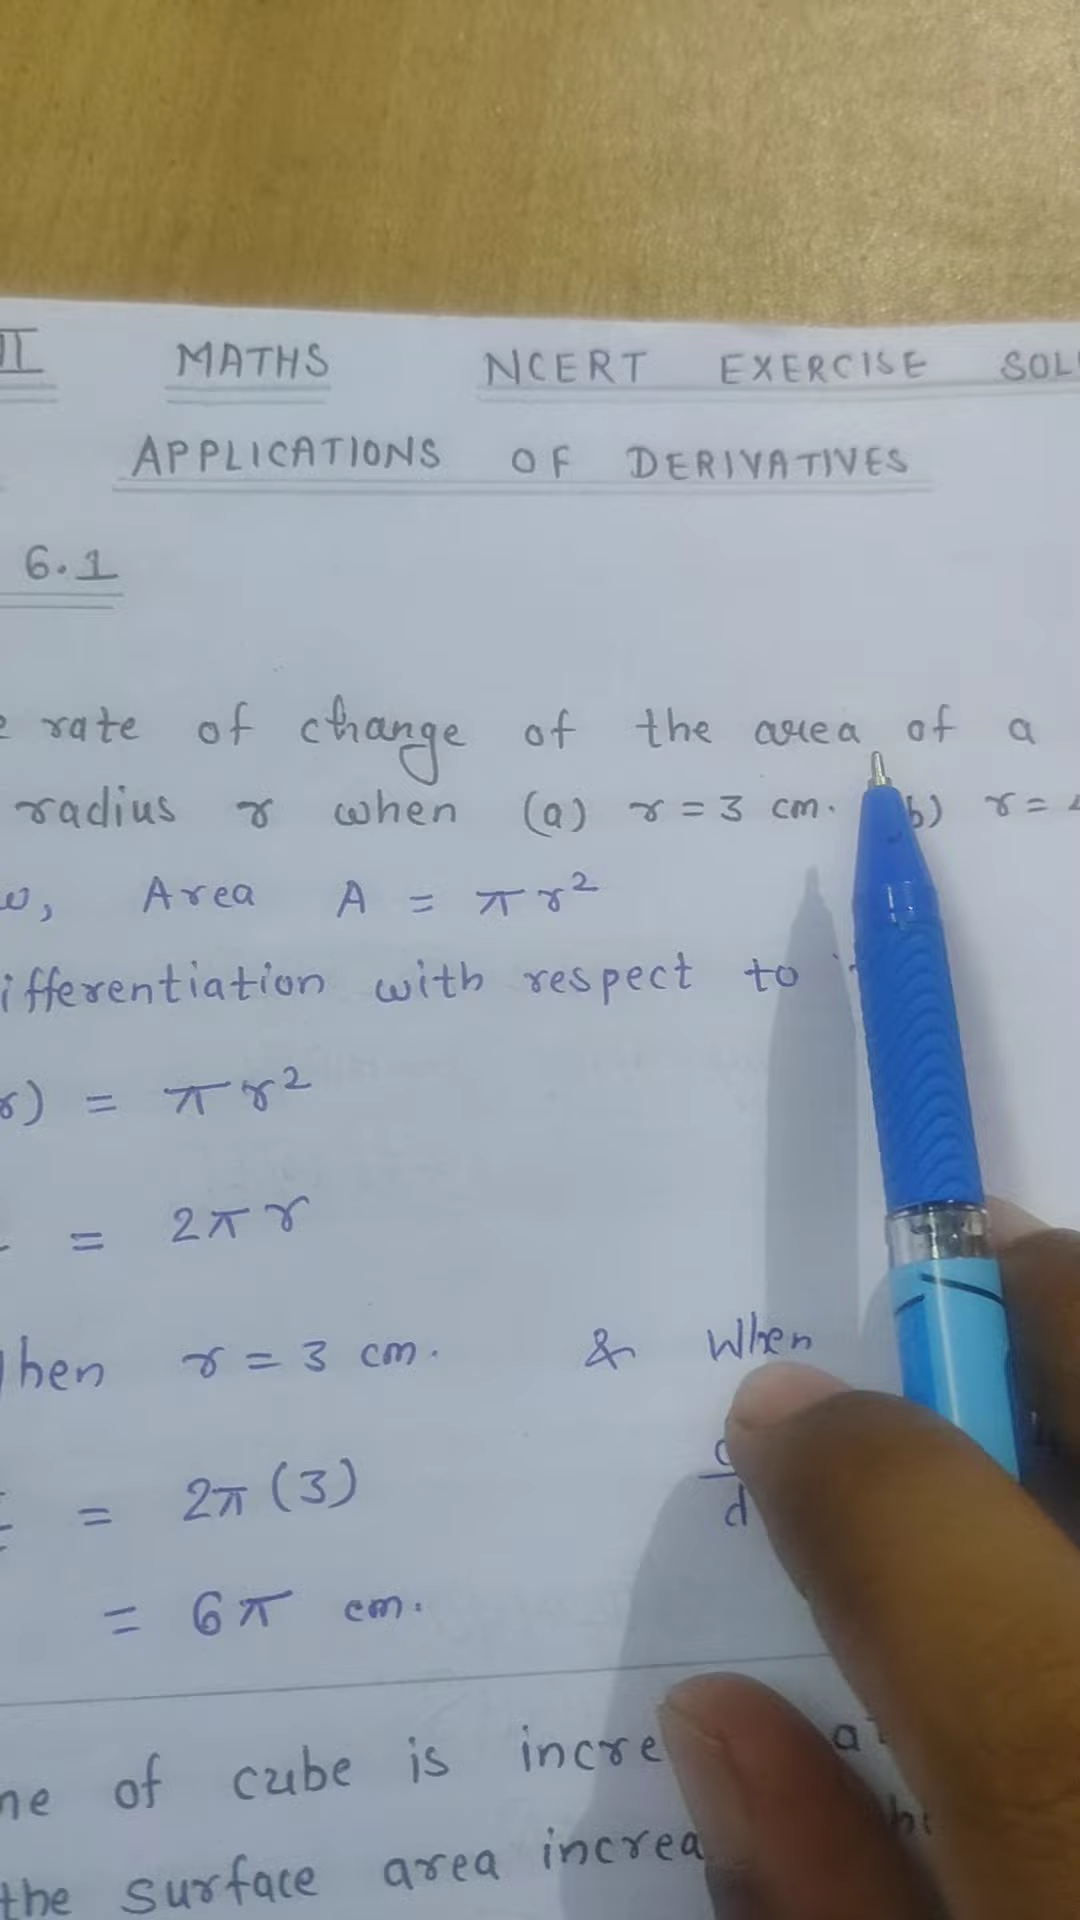 MATHS NCERT EXERCISE
APPLICATIONS OF DERIVATIVES
6.1
rate of change of the area of a
radius r when (a) r = 3 cm. b) r =
, Area A = πr²
ifferentiation with respect to
r) = πr²
= 2πr
hen r = 3 cm. & When
= 2π(3)
d
= 6π cm.
of cube is incre
the surface area increa